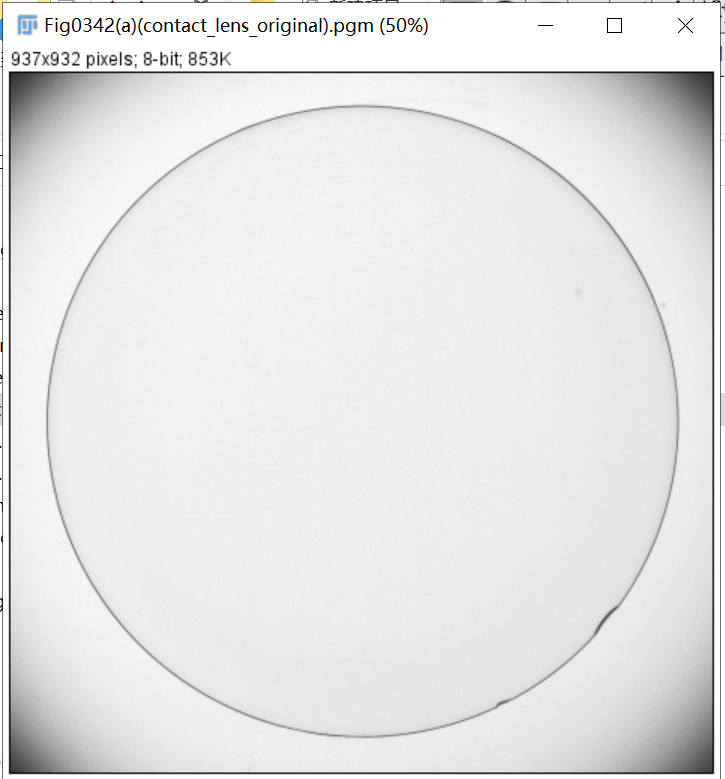 Fig0342(a)(contact_lens_original).pgm (50%)
937x932 pixels; 8-bit; 853K